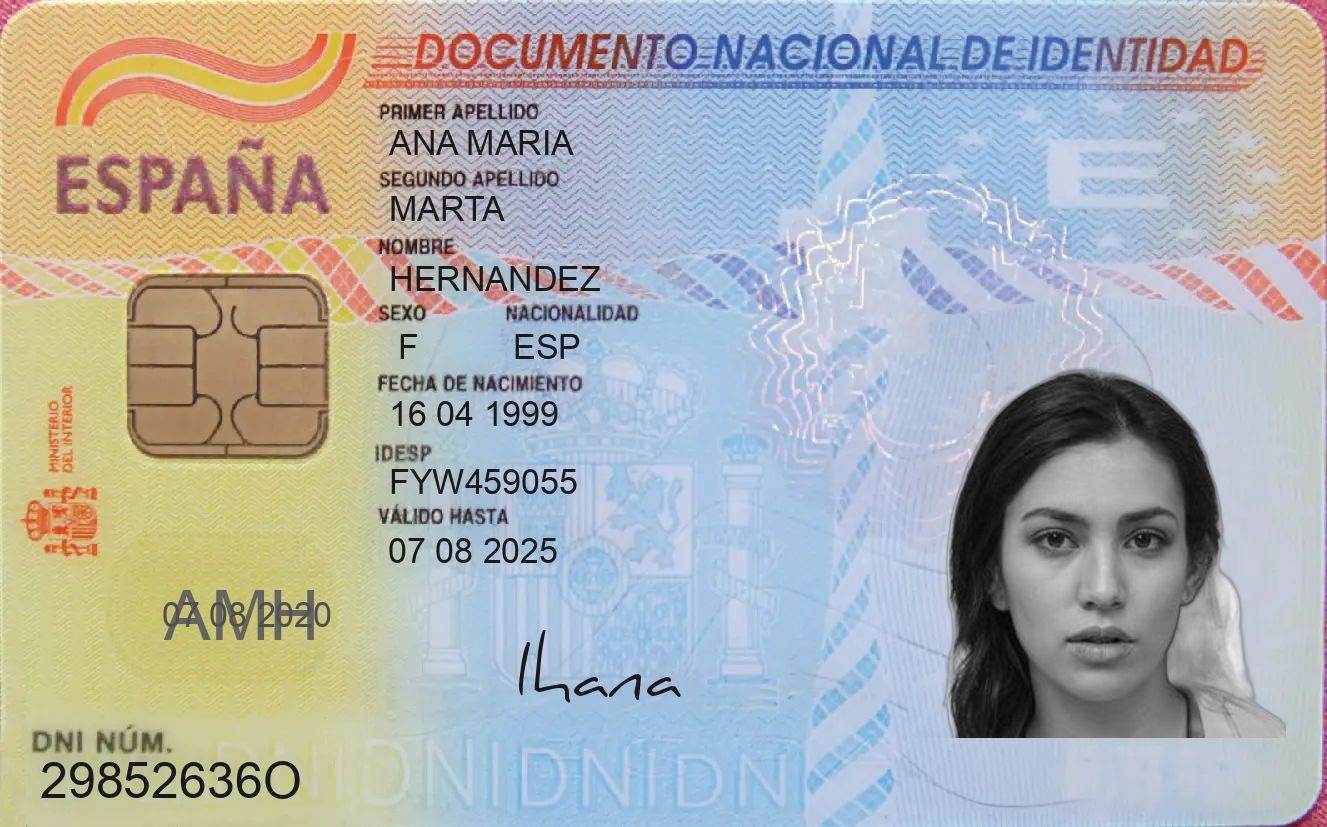 DOCUMENTO NACIONAL DE IDENTIDAD
ESPAÑA
PRIMER APELLIDO
ANA MARIA
SEGUNDO APELLIDO
MARTA
NOMBRE
HERNANDEZ
SEXO NACIONALIDAD
F ESP
FECHA DE NACIMIENTO
16 04 1999
IDESP
FYW459055
VÁLIDO HASTA
07 08 2025
MINISTERIO
DEL INTERIOR
AMH
07 08 2020
Ihana
DNI NÚM.
29852636O
DNIDNIDNIDNI
E